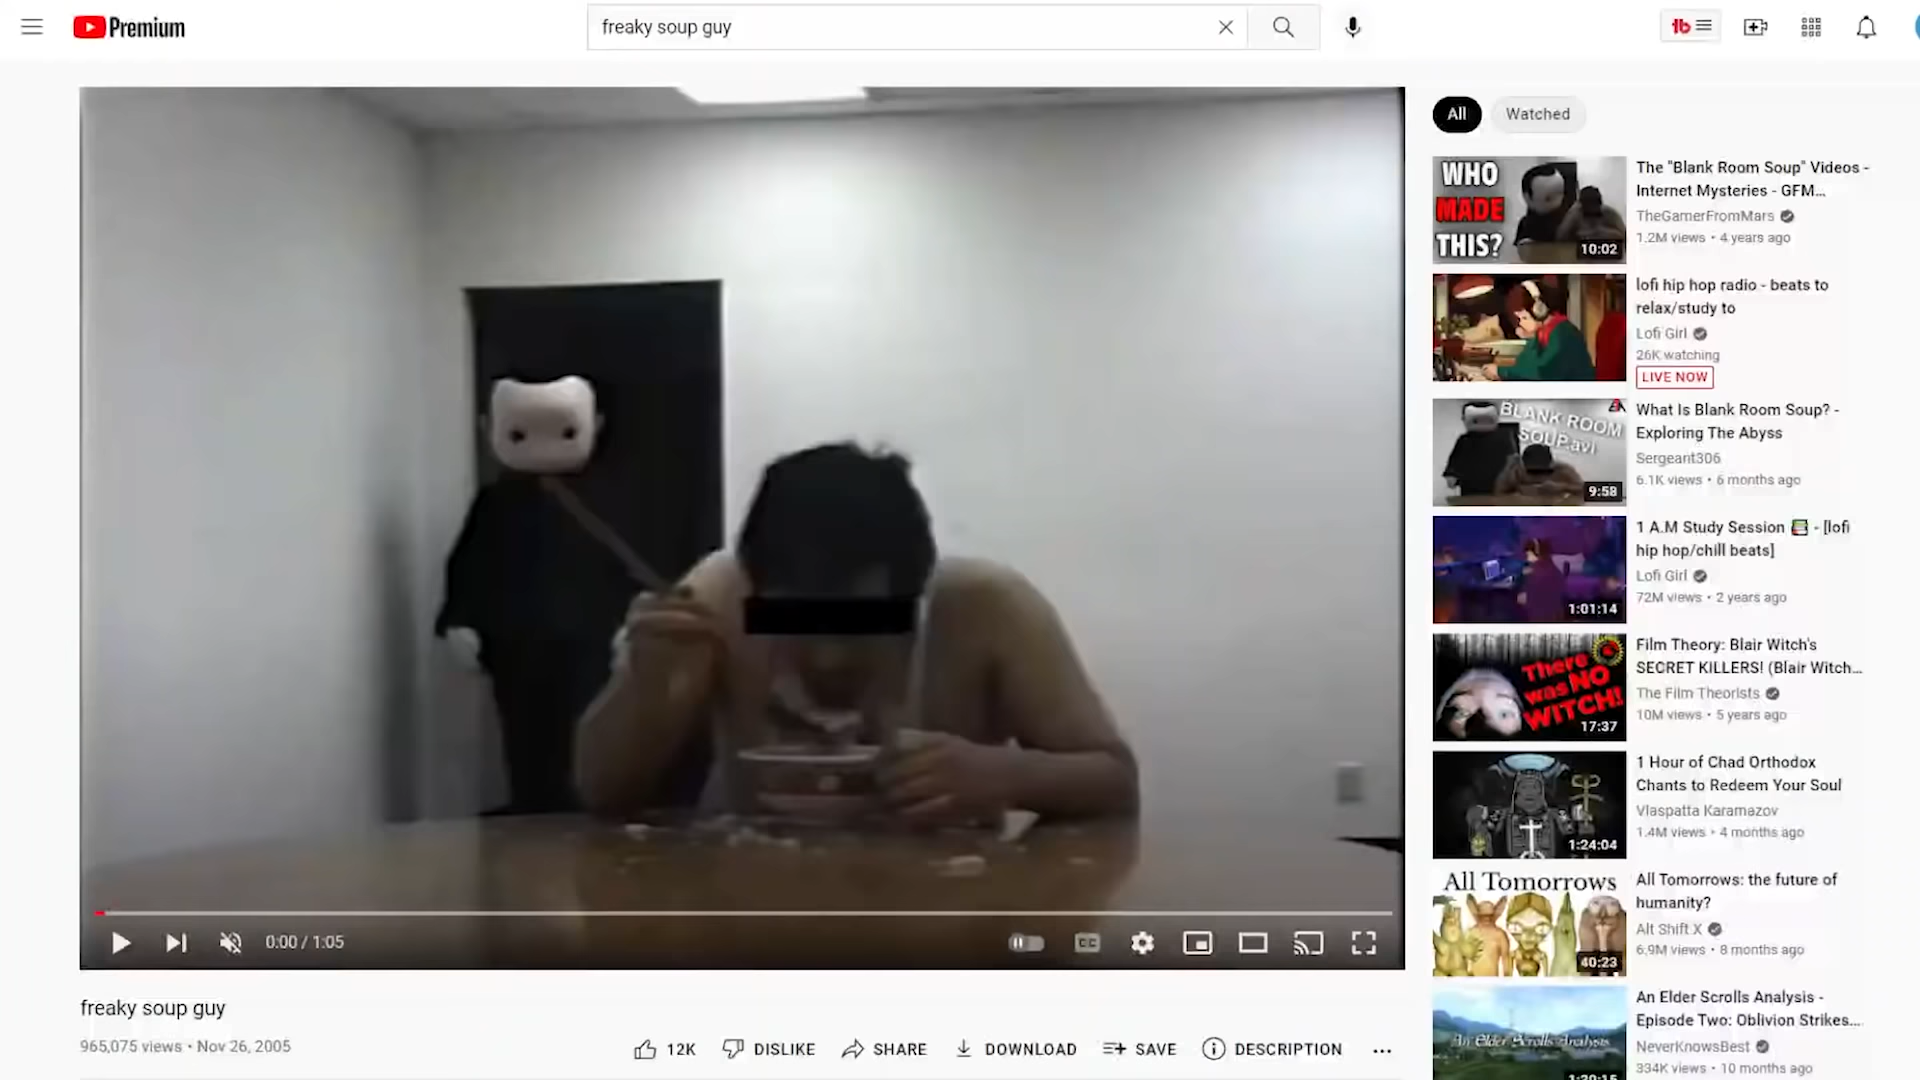 Premium
freaky soup guy
freaky soup guy
965,075 views • Nov 26, 2005
0:00 / 1:05
CC
12K
DISLIKE
SHARE
DOWNLOAD
SAVE
DESCRIPTION
All
Watched
WHO
MADE
THIS?
10:02
The "Blank Room Soup" Videos -
Internet Mysteries - GFM...
TheGamerFromMars
1.2M views • 4 years ago
lofi hip hop radio - beats to
relax/study to
Lofi Girl
26K watching
LIVE NOW
BLANK ROOM
SOUP.avi
9:58
What Is Blank Room Soup? -
Exploring The Abyss
Sergeant306
6.1K views • 6 months ago
1:01:14
1 A.M Study Session 📚 - [lofi
hip hop/chill beats]
Lofi Girl
72M views • 2 years ago
There
was NO
WITCH!
17:37
Film Theory: Blair Witch's
SECRET KILLERS! (Blair Witch...
The Film Theorists
10M views • 5 years ago
1:24:04
1 Hour of Chad Orthodox
Chants to Redeem Your Soul
Vlaspatta Karamazov
1.4M views • 4 months ago
All Tomorrows
40:23
All Tomorrows: the future of
humanity?
Alt Shift X
6.9M views • 8 months ago
An Elder Scrolls Analysis
An Elder Scrolls Analysis -
Episode Two: Oblivion Strikes...
NeverKnowsBest
334K views • 10 months ago